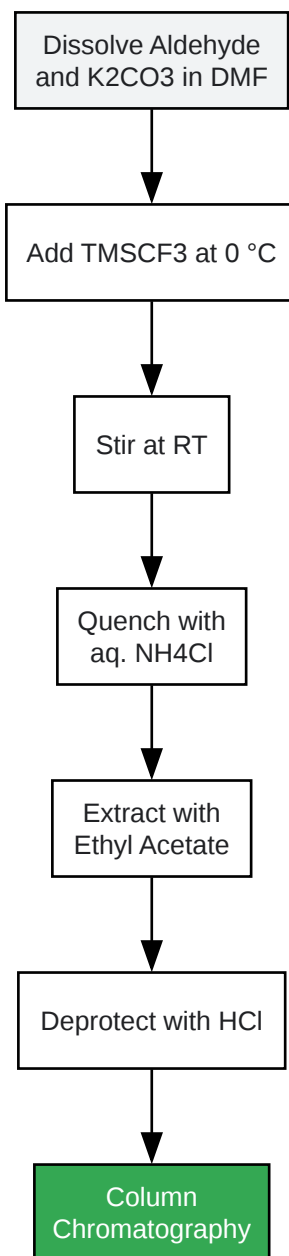 Dissolve Aldehyde
and K2CO3 in DMF
Add TMSCF3 at 0 °C
Stir at RT
Quench with
aq. NH4Cl
Extract with
Ethyl Acetate
Deprotect with HCl
Column
Chromatography